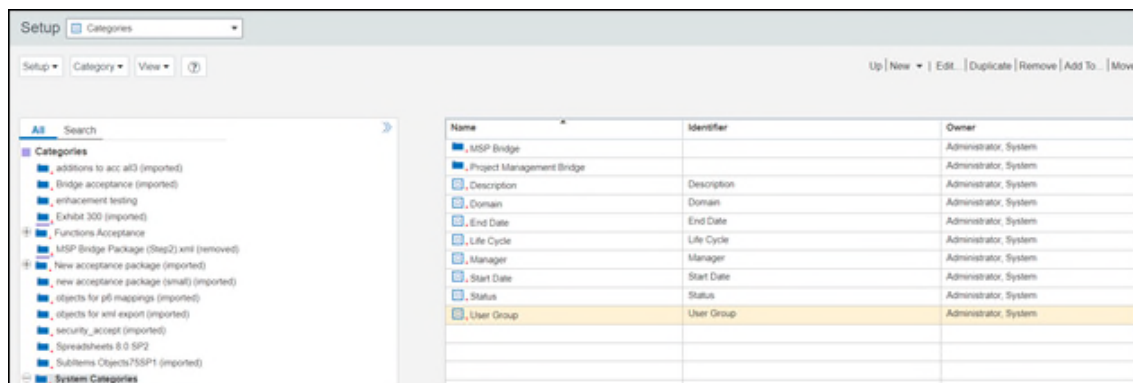 Setup Categories
Setup Category View ?
Up | New | Edit... | Duplicate | Remove | Add To... | Move
All Search
Categories
additions to acc all3 (imported)
Bridge acceptance (imported)
enhacement testing
Exhibit 300 (imported)
Functions Acceptance
MSP Bridge Package (Step2).xml (removed)
New acceptance package (imported)
new acceptance package (small) (imported)
objects for p6 mappings (imported)
objects for xml export (imported)
security_accept (imported)
Spreadsheets 8.0 SP2
SubItems Objects75SP1 (imported)
System Categories
Name Identifier Owner
MSP Bridge Administrator, System
Project Management Bridge Administrator, System
Description Description Administrator, System
Domain Domain Administrator, System
End Date End Date Administrator, System
Life Cycle Life Cycle Administrator, System
Manager Manager Administrator, System
Start Date Start Date Administrator, System
Status Status Administrator, System
User Group User Group Administrator, System